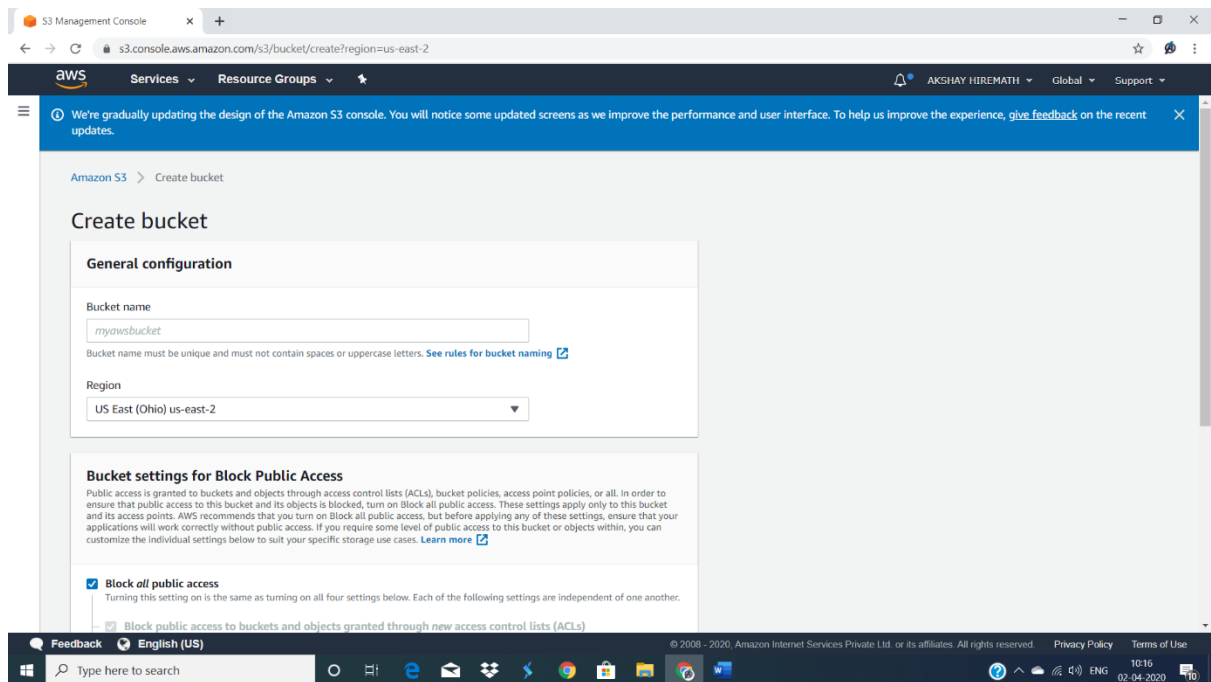 S3 Management Console
s3.console.aws.amazon.com/s3/bucket/create?region=us-east-2
aws Services Resource Groups AKSHAY HIREMATH Global Support
We're gradually updating the design of the Amazon S3 console. You will notice some updated screens as we improve the performance and user interface. To help us improve the experience, give feedback on the recent
updates.
Amazon S3 > Create bucket
Create bucket
General configuration
Bucket name
myawsbucket
Bucket name must be unique and must not contain spaces or uppercase letters. See rules for bucket naming
Region
US East (Ohio) us-east-2
Bucket settings for Block Public Access
Public access is granted to buckets and objects through access control lists (ACLs), bucket policies, access point policies, or all. In order to
ensure that public access to this bucket and its objects is blocked, turn on Block all public access. These settings apply only to this bucket
and its access points. AWS recommends that you turn on Block all public access, but before applying any of these settings, ensure that your
applications will work correctly without public access. If you require some level of public access to this bucket or objects within, you can
customize the individual settings below to suit your specific storage use cases. Learn more
Block all public access
Turning this setting on is the same as turning on all four settings below. Each of the following settings are independent of one another.
Block public access to buckets and objects granted through new access control lists (ACLs)
Feedback English (US) © 2008 - 2020, Amazon Internet Services Private Ltd. or its affiliates. All rights reserved. Privacy Policy Terms of Use
Type here to search ENG 10:16
02-04-2020 10